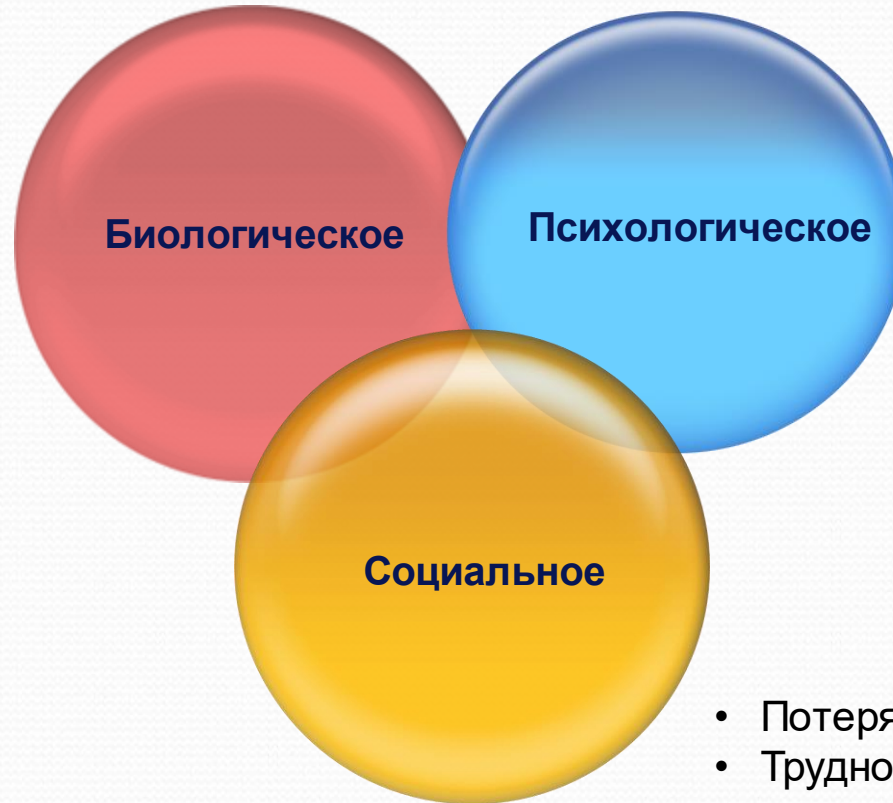 Биологическое
Психологическое
Социальное
• Потеря
• Трудно